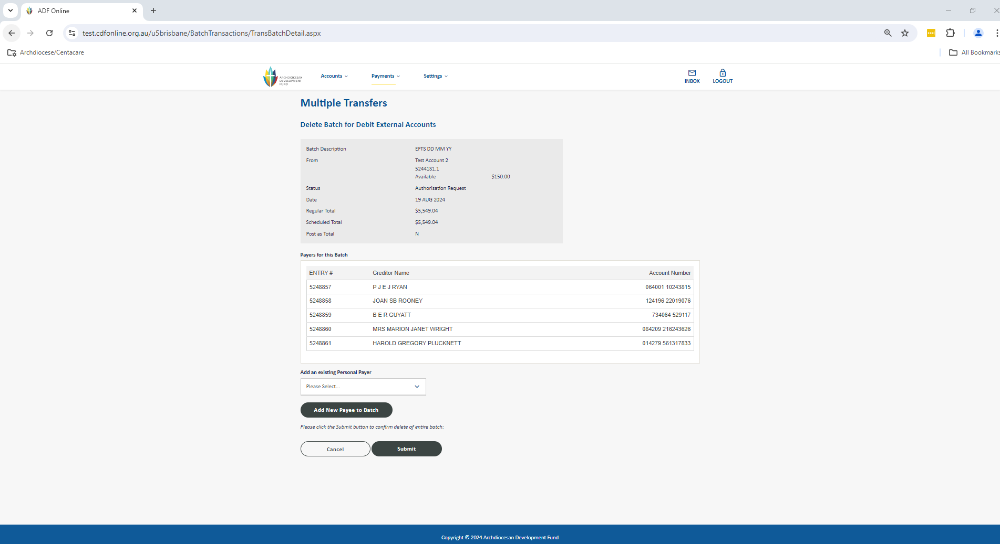 ADF Online
test.cdfonline.org.au/u5brisbane/BatchTransactions/TransBatchDetail.aspx
Archdiocese/Centacare
All Bookmarks
ARCHDIOCESAN
DEVELOPMENT
FUND
Accounts
Payments
Settings
INBOX
LOGOUT
Multiple Transfers
Delete Batch for Debit External Accounts
Batch Description EFTS DD MM YY
From Test Account 2
52441S1.1
Available $150.00
Status Authorisation Request
Date 19 AUG 2024
Regular Total $5,549.04
Scheduled Total $5,549.04
Post as Total N
Payers for this Batch
ENTRY # Creditor Name Account Number
5248857 P J E J RYAN 064001 10243815
5248858 JOAN SB ROONEY 124196 22019076
5248859 B E R GUYATT 734064 529117
5248860 MRS MARION JANET WRIGHT 084209 216243626
5248861 HAROLD GREGORY PLUCKNETT 014279 561317833
Add an existing Personal Payer
Please Select...
Add New Payee to Batch
Please click the Submit button to confirm delete of entire batch:
Cancel Submit
Copyright © 2024 Archdiocesan Development Fund